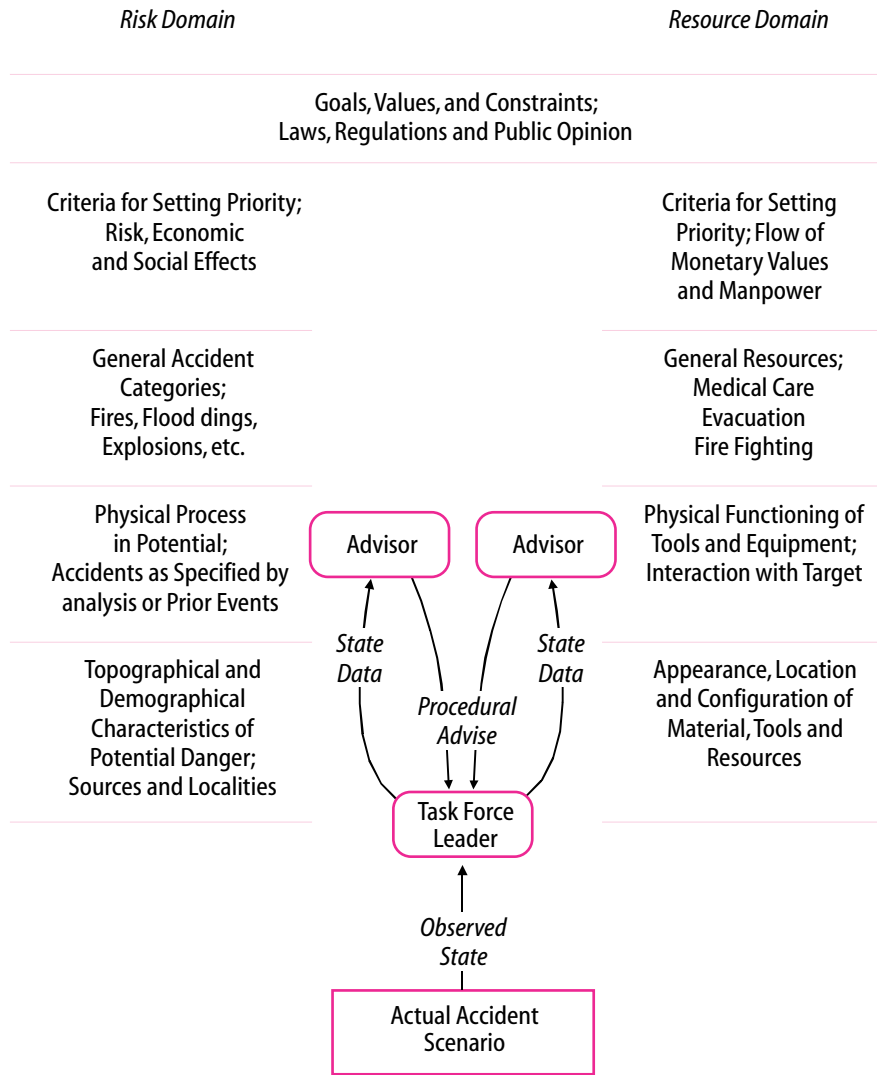 Risk Domain
Resource Domain
Goals, Values, and Constraints;
Laws, Regulations and Public Opinion
Criteria for Setting Priority;
Risk, Economic
and Social Effects
Criteria for Setting
Priority; Flow of
Monetary Values
and Manpower
General Accident
Categories;
Fires, Flood dings,
Explosions, etc.
General Resources;
Medical Care
Evacuation
Fire Fighting
Physical Process
in Potential;
Accidents as Specified by
analysis or Prior Events
Advisor
Advisor
Physical Functioning of
Tools and Equipment;
Interaction with Target
State
Data
State
Data
Procedural
Advise
Topographical and
Demographical
Characteristics of
Potential Danger;
Sources and Localities
Appearance, Location
and Configuration of
Material, Tools and
Resources
Task Force
Leader
Observed
State
Actual Accident
Scenario